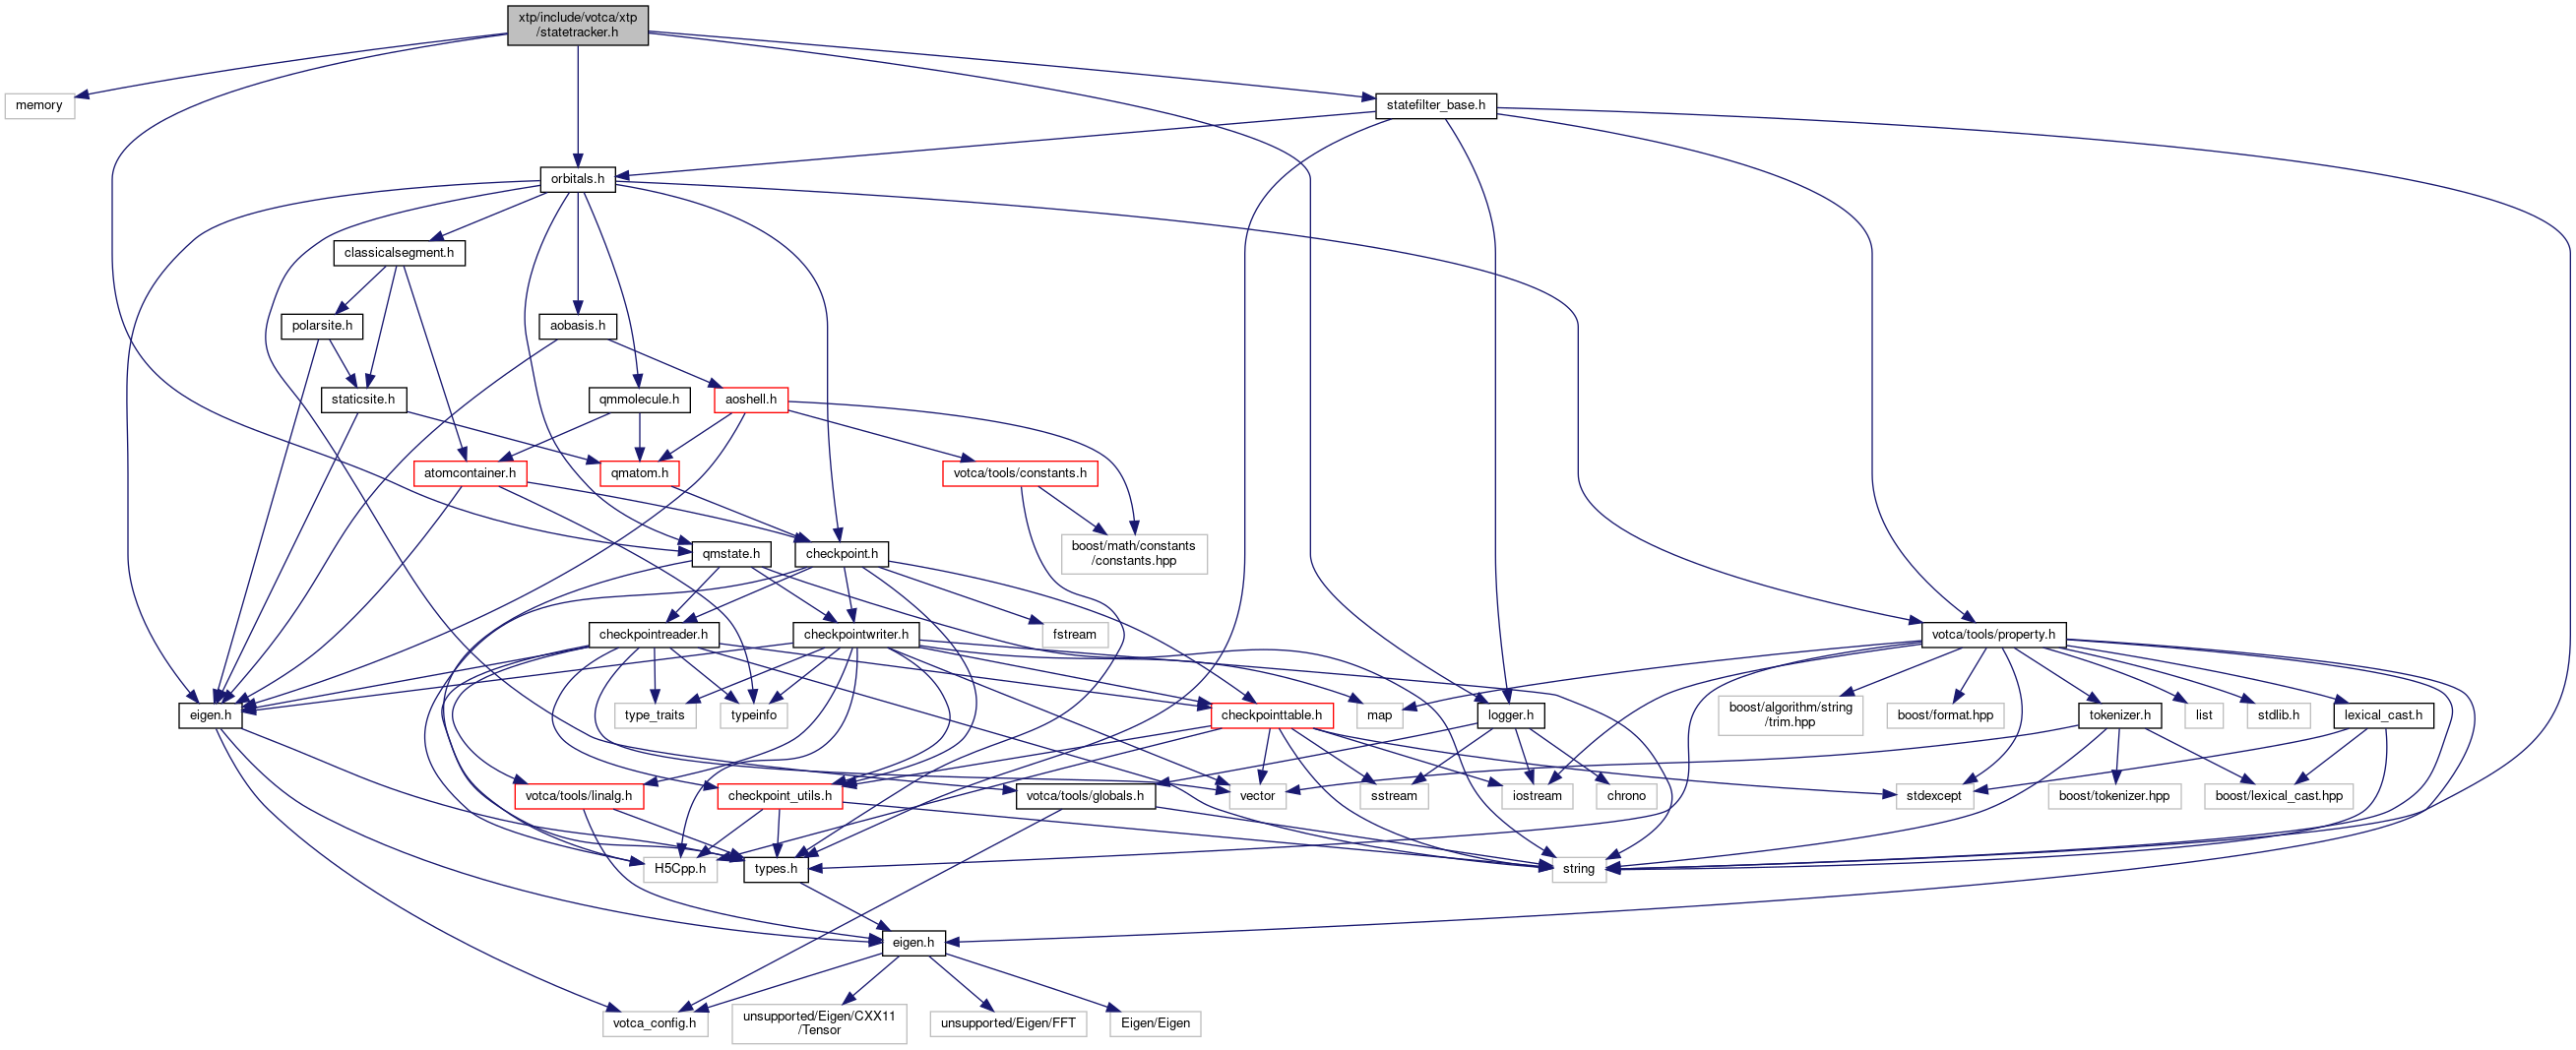 xtp/include/votca/xtp
/statetracker.h
memory
statefilter_base.h
orbitals.h
classicalsegment.h
polarsite.h
aobasis.h
staticsite.h
qmmolecule.h
aoshell.h
atomcontainer.h
qmatom.h
votca/tools/constants.h
qmstate.h
checkpoint.h
boost/math/constants
/constants.hpp
checkpointreader.h
checkpointwriter.h
fstream
votca/tools/property.h
eigen.h
type_traits
typeinfo
checkpointtable.h
map
logger.h
boost/algorithm/string
/trim.hpp
boost/format.hpp
tokenizer.h
list
stdlib.h
lexical_cast.h
votca/tools/linalg.h
checkpoint_utils.h
votca/tools/globals.h
vector
sstream
iostream
chrono
stdexcept
boost/tokenizer.hpp
boost/lexical_cast.hpp
H5Cpp.h
types.h
string
eigen.h
votca_config.h
unsupported/Eigen/CXX11
/Tensor
unsupported/Eigen/FFT
Eigen/Eigen